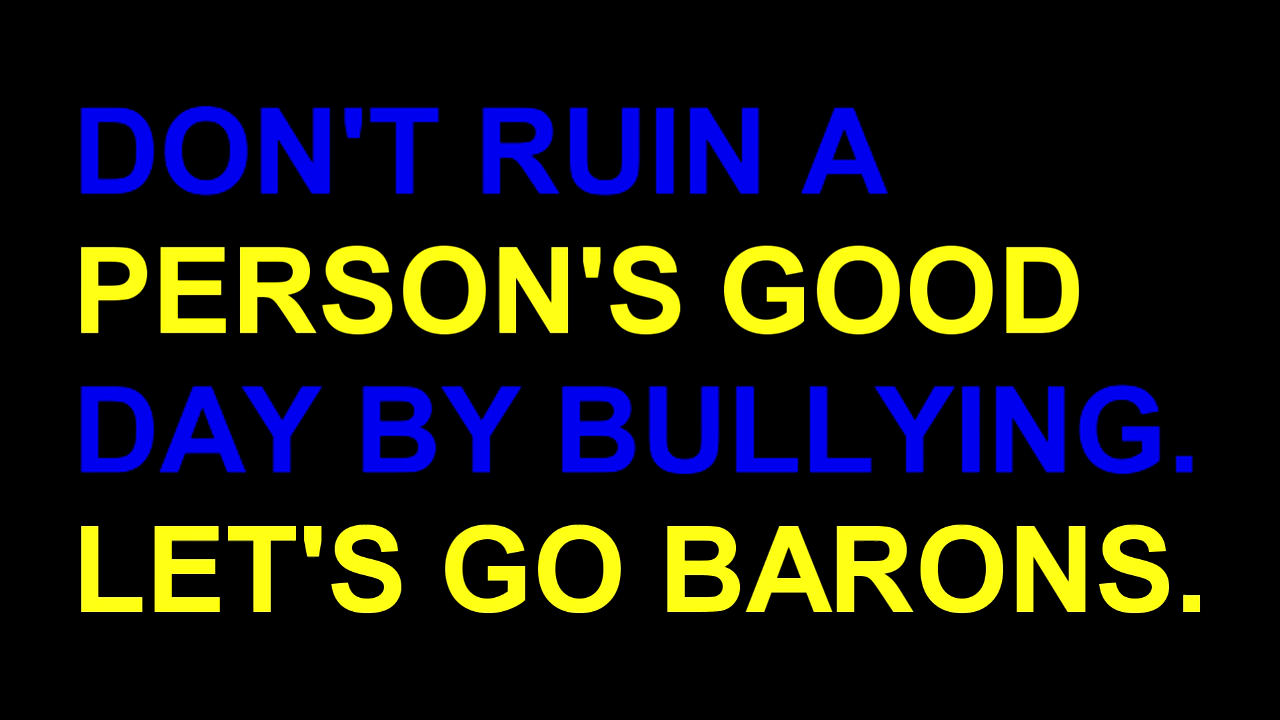 DON'T RUIN A
PERSON'S GOOD
DAY BY BULLYING.
LET'S GO BARONS.